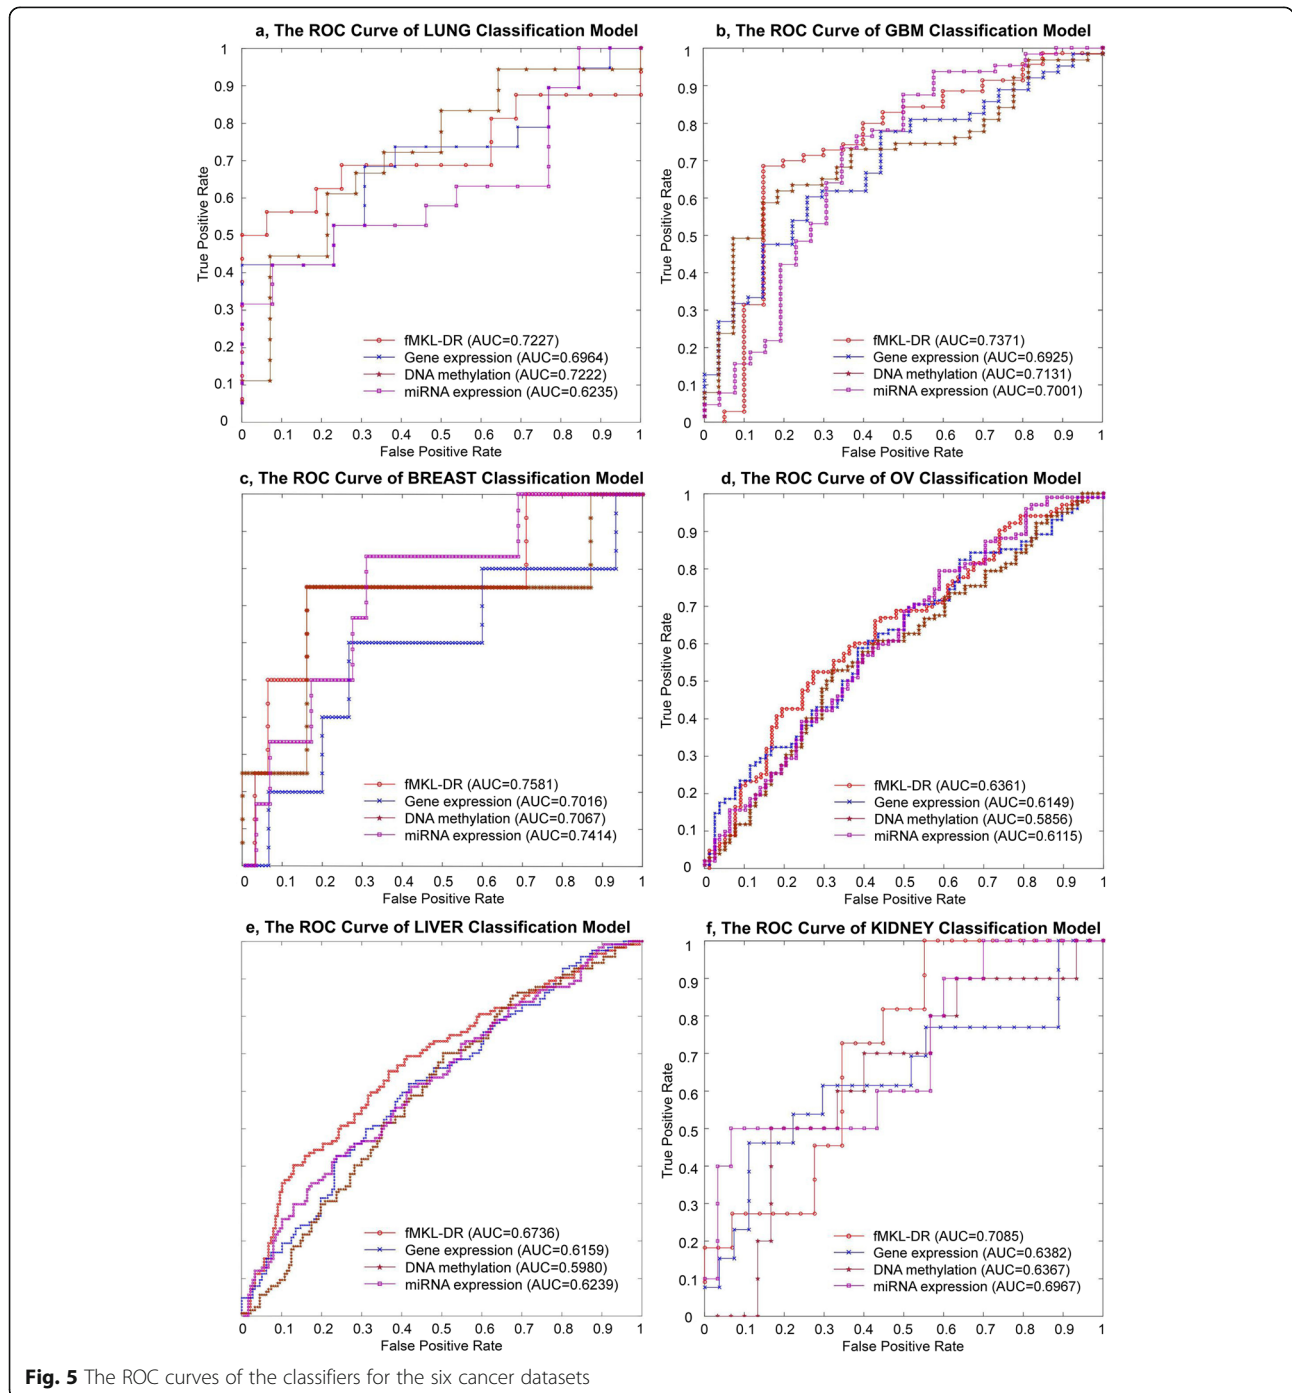 a, The ROC Curve of LUNG Classification Model
1
0.9
0.8
0.7
0.6
0.5
0.4
0.3
0.2
0.1
0
True Positive Rate
fMKL-DR (AUC=0.7227)
Gene expression (AUC=0.6964)
DNA methylation (AUC=0.7222)
miRNA expression (AUC=0.6235)
0 0.1 0.2 0.3 0.4 0.5 0.6 0.7 0.8 0.9 1
False Positive Rate
b, The ROC Curve of GBM Classification Model
1
0.9
0.8
0.7
0.6
0.5
0.4
0.3
0.2
0.1
0
True Positive Rate
fMKL-DR (AUC=0.7371)
Gene expression (AUC=0.6925)
DNA methylation (AUC=0.7131)
miRNA expression (AUC=0.7001)
0 0.1 0.2 0.3 0.4 0.5 0.6 0.7 0.8 0.9 1
False Positive Rate
c, The ROC Curve of BREAST Classification Model
fMKL-DR (AUC=0.7581)
Gene expression (AUC=0.7016)
DNA methylation (AUC=0.7067)
miRNA expression (AUC=0.7414)
0 0.1 0.2 0.3 0.4 0.5 0.6 0.7 0.8 0.9 1
False Positive Rate
d, The ROC Curve of OV Classification Model
1
0.9
0.8
0.7
0.6
0.5
0.4
0.3
0.2
0.1
0
True Positive Rate
fMKL-DR (AUC=0.6361)
Gene expression (AUC=0.6149)
DNA methylation (AUC=0.5856)
miRNA expression (AUC=0.6115)
0 0.1 0.2 0.3 0.4 0.5 0.6 0.7 0.8 0.9 1
False Positive Rate
e, The ROC Curve of LIVER Classification Model
fMKL-DR (AUC=0.6736)
Gene expression (AUC=0.6159)
DNA methylation (AUC=0.5980)
miRNA expression (AUC=0.6239)
0 0.1 0.2 0.3 0.4 0.5 0.6 0.7 0.8 0.9 1
False Positive Rate
f, The ROC Curve of KIDNEY Classification Model
1
0.9
0.8
0.7
0.6
0.5
0.4
0.3
0.2
0.1
0
True Positive Rate
fMKL-DR (AUC=0.7085)
Gene expression (AUC=0.6382)
DNA methylation (AUC=0.6367)
miRNA expression (AUC=0.6967)
0 0.1 0.2 0.3 0.4 0.5 0.6 0.7 0.8 0.9 1
False Positive Rate
Fig. 5 The ROC curves of the classifiers for the six cancer datasets